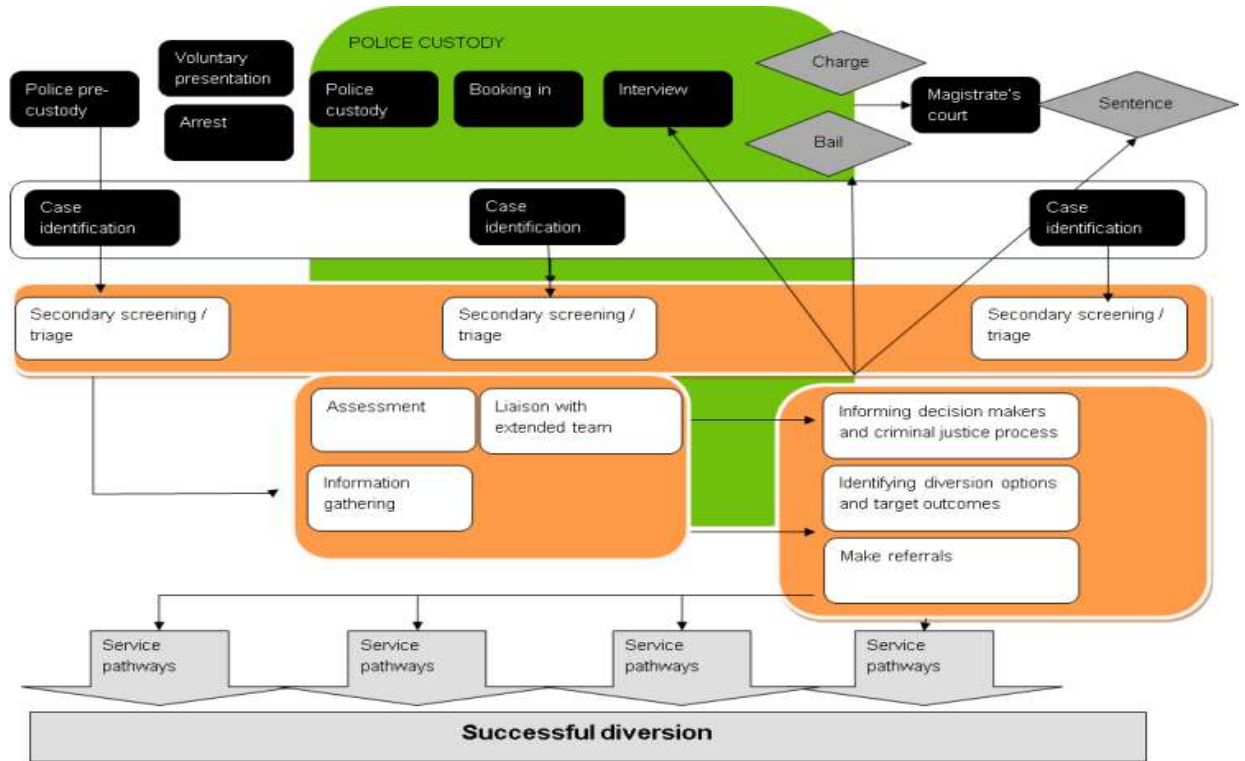 POLICE CUSTODY
Voluntary
presentation
Charge
Police pre-
custody
Police
custody
Booking in
Interview
Magistrate's
court
Sentence
Arrest
Bail
Case
identification
Case
identification
Case
identification
Secondary screening /
triage
Secondary screening /
triage
Secondary screening /
triage
Assessment
Liaison with
extended team
Informing decision makers
and criminal justice process
Information
gathering
Identifying diversion options
and target outcomes
Make referrals
Service
pathways
Service
pathways
Service
pathways
Service
pathways
Successful diversion